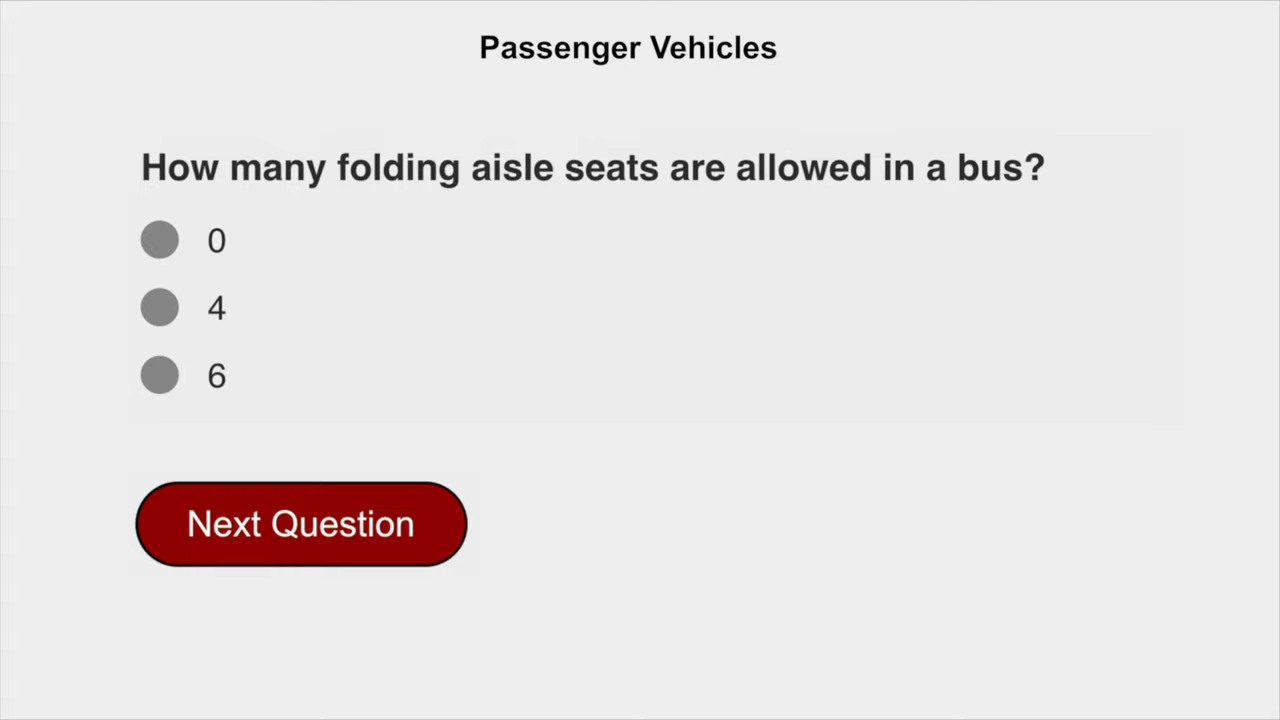 Passenger Vehicles
How many folding aisle seats are allowed in a bus?
0
4
6
Next Question